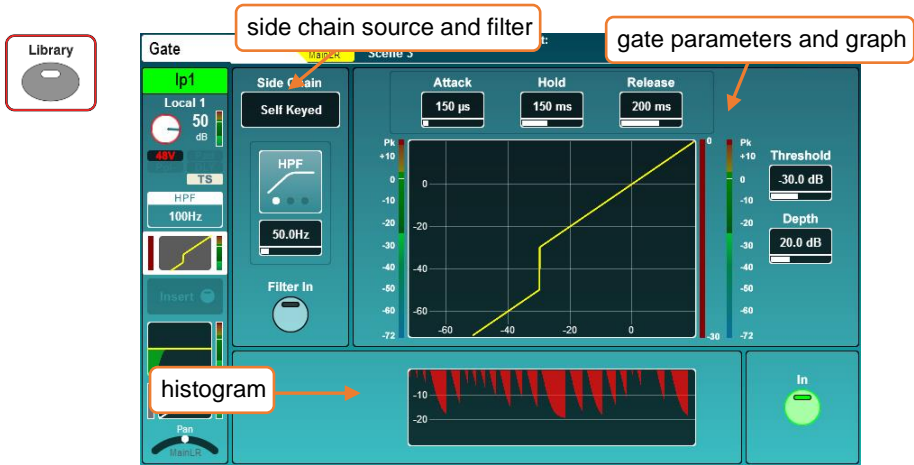 Library
side chain source and filter
gate parameters and graph
Gate
MainLR
Scene 3
Ip1
Local 1
50
dB
48V
TS
HPF
100Hz
Insert
Pan
MainLR
Side Chain
Self Keyed
HPF
50.0Hz
Filter In
Attack
Hold
Release
150 µs
150 ms
200 ms
Pk
+10
0
-10
-20
-30
-40
-50
-60
-72
0
-20
-40
-60
-60
-40
-20
0
0
-30
Pk
+10
0
-10
-20
-30
-40
-50
-60
-72
Threshold
-30.0 dB
Depth
20.0 dB
histogram
-10
-20
In